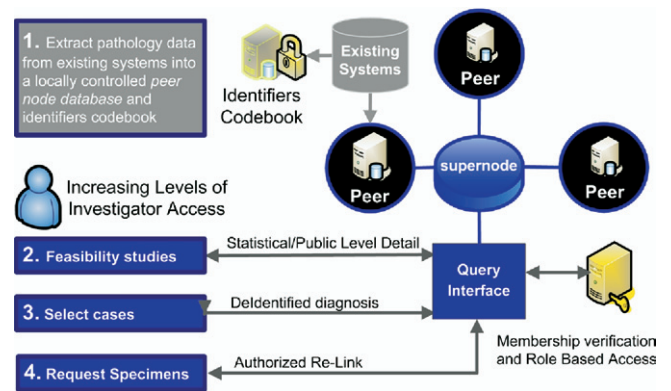 1. Extract pathology data
from existing systems into
a locally controlled peer
node database and
identifiers codebook
Existing
Systems
Identifiers
Codebook
Peer
Peer
supernode
Peer
Increasing Levels of
Investigator Access
2. Feasibility studies
Statistical/Public Level Detail
Query
Interface
3. Select cases
DeIdentified diagnosis
Membership verification
and Role Based Access
4. Request Specimens
Authorized Re-Link